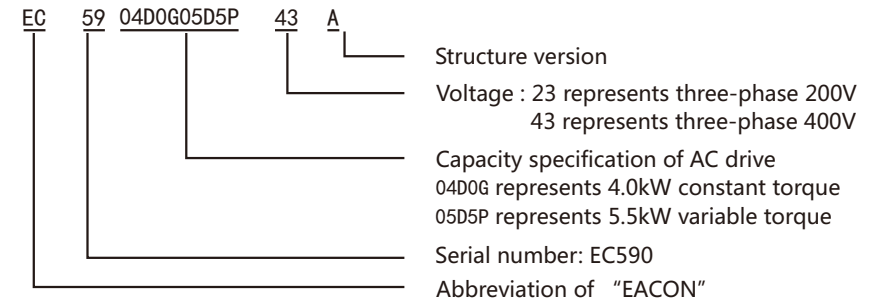 EC 59 04D0G05D5P 43 A
Structure version
Voltage : 23 represents three-phase 200V
43 represents three-phase 400V
Capacity specification of AC drive
04D0G represents 4.0kW constant torque
05D5P represents 5.5kW variable torque
Serial number: EC590
Abbreviation of “EACON”